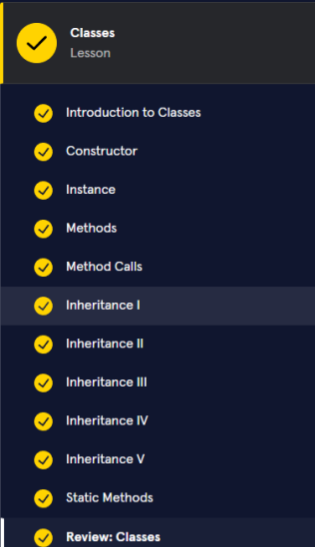 Classes
Lesson
Introduction to Classes
Constructor
Instance
Methods
Method Calls
Inheritance I
Inheritance II
Inheritance III
Inheritance IV
Inheritance V
Static Methods
Review: Classes